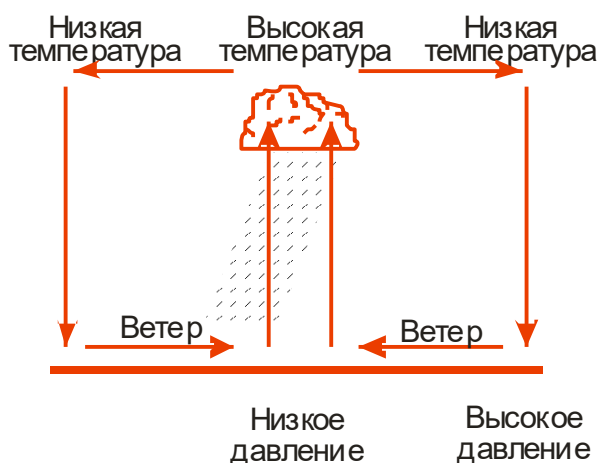 Низкая
температура
Высокая
температура
Низкая
температура
Ветер
Ветер
Низкое
давление
Высокое
давление